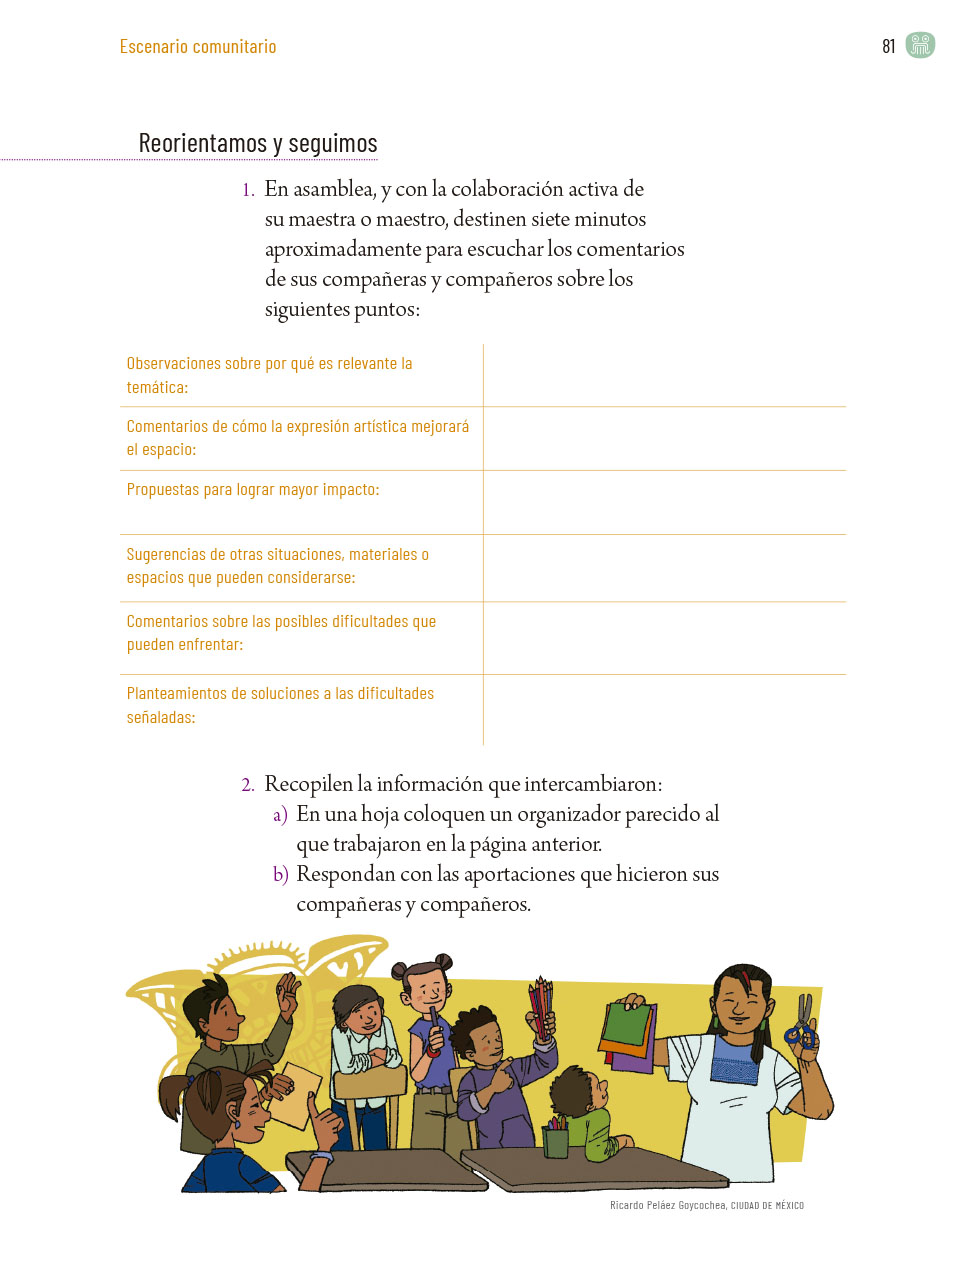 Escenario comunitario
81
Reorientamos y seguimos
1. En asamblea, y con la colaboración activa de
su maestra o maestro, destinen siete minutos
aproximadamente para escuchar los comentarios
de sus compañeras y compañeros sobre los
siguientes puntos:
Observaciones sobre por qué es relevante la
temática:
Comentarios de cómo la expresión artística mejorará
el espacio:
Propuestas para lograr mayor impacto:
Sugerencias de otras situaciones, materiales o
espacios que pueden considerarse:
Comentarios sobre las posibles dificultades que
pueden enfrentar:
Planteamientos de soluciones a las dificultades
señaladas:
2. Recopilen la información que intercambiaron:
a) En una hoja coloquen un organizador parecido al
que trabajaron en la página anterior.
b) Respondan con las aportaciones que hicieron sus
compañeras y compañeros.
Ricardo Peláez Goycochea, CIUDAD DE MÉXICO